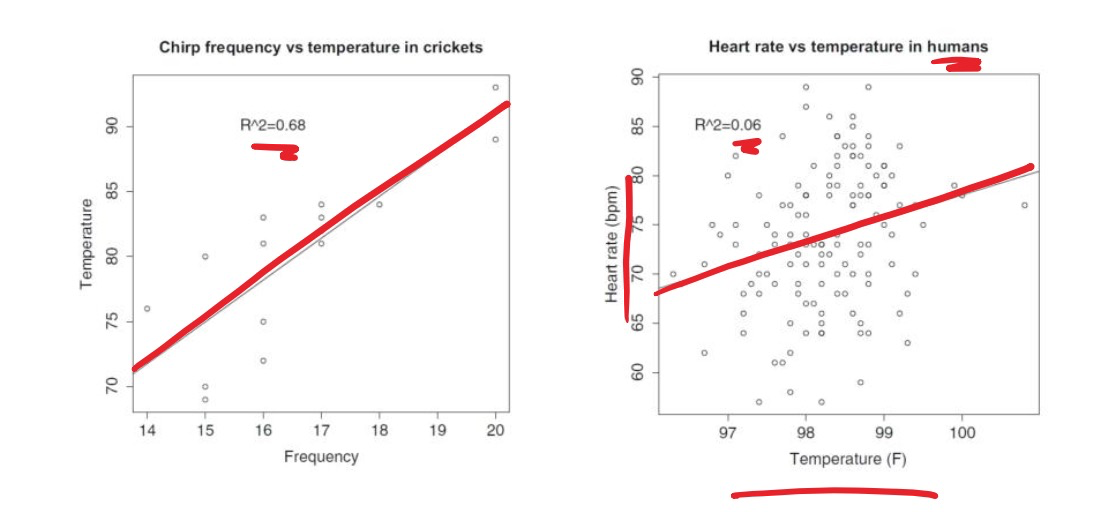 Chirp frequency vs temperature in crickets
R^2=0.68
Temperature
90
85
80
75
70
14 15 16 17 18 19 20
Frequency
Heart rate vs temperature in humans
R^2=0.06
Heart rate (bpm)
90
85
80
75
70
65
60
97 98 99 100
Temperature (F)